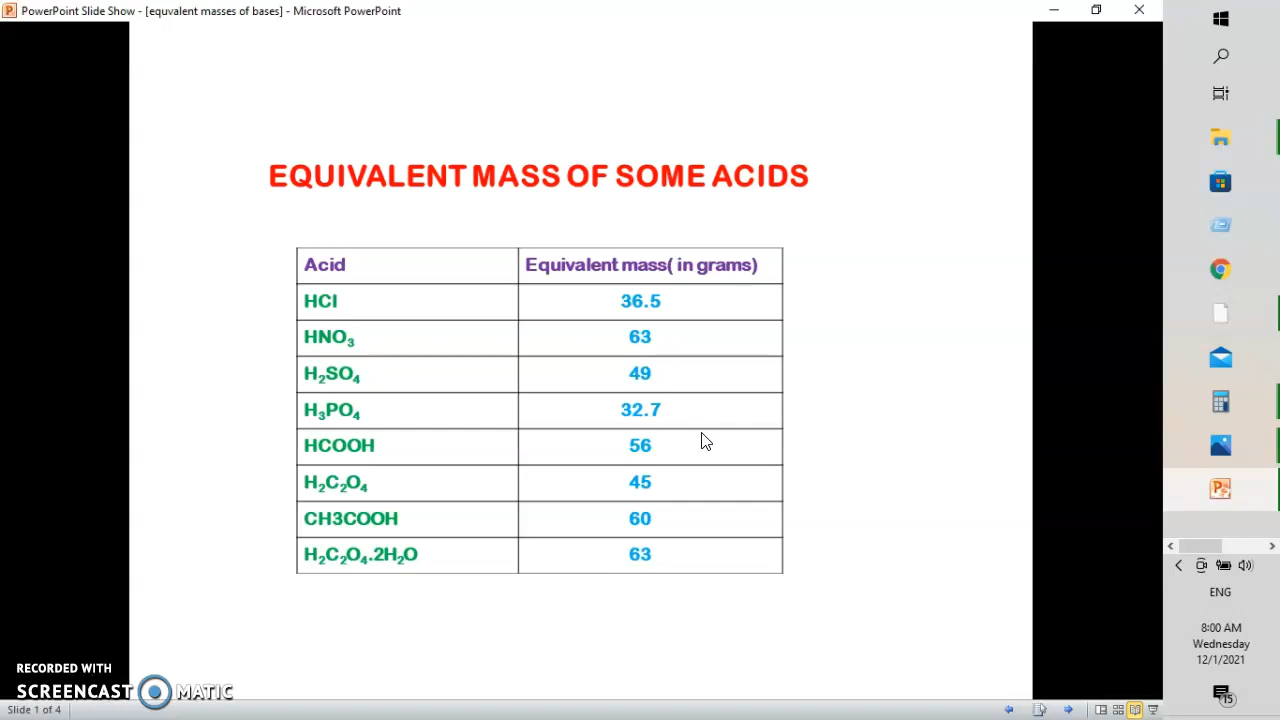 PowerPoint Slide Show - [equvalent masses of bases] - Microsoft PowerPoint
EQUIVALENT MASS OF SOME ACIDS
Acid Equivalent mass( in grams)
HCl 36.5
HNO₃ 63
H₂SO₄ 49
H₃PO₄ 32.7
HCOOH 56
H₂C₂O₄ 45
CH3COOH 60
H₂C₂O₄.2H₂O 63
ENG
8:00 AM
Wednesday
12/1/2021
15
RECORDED WITH
SCREENCAST MATIC
Slide 1 of 4